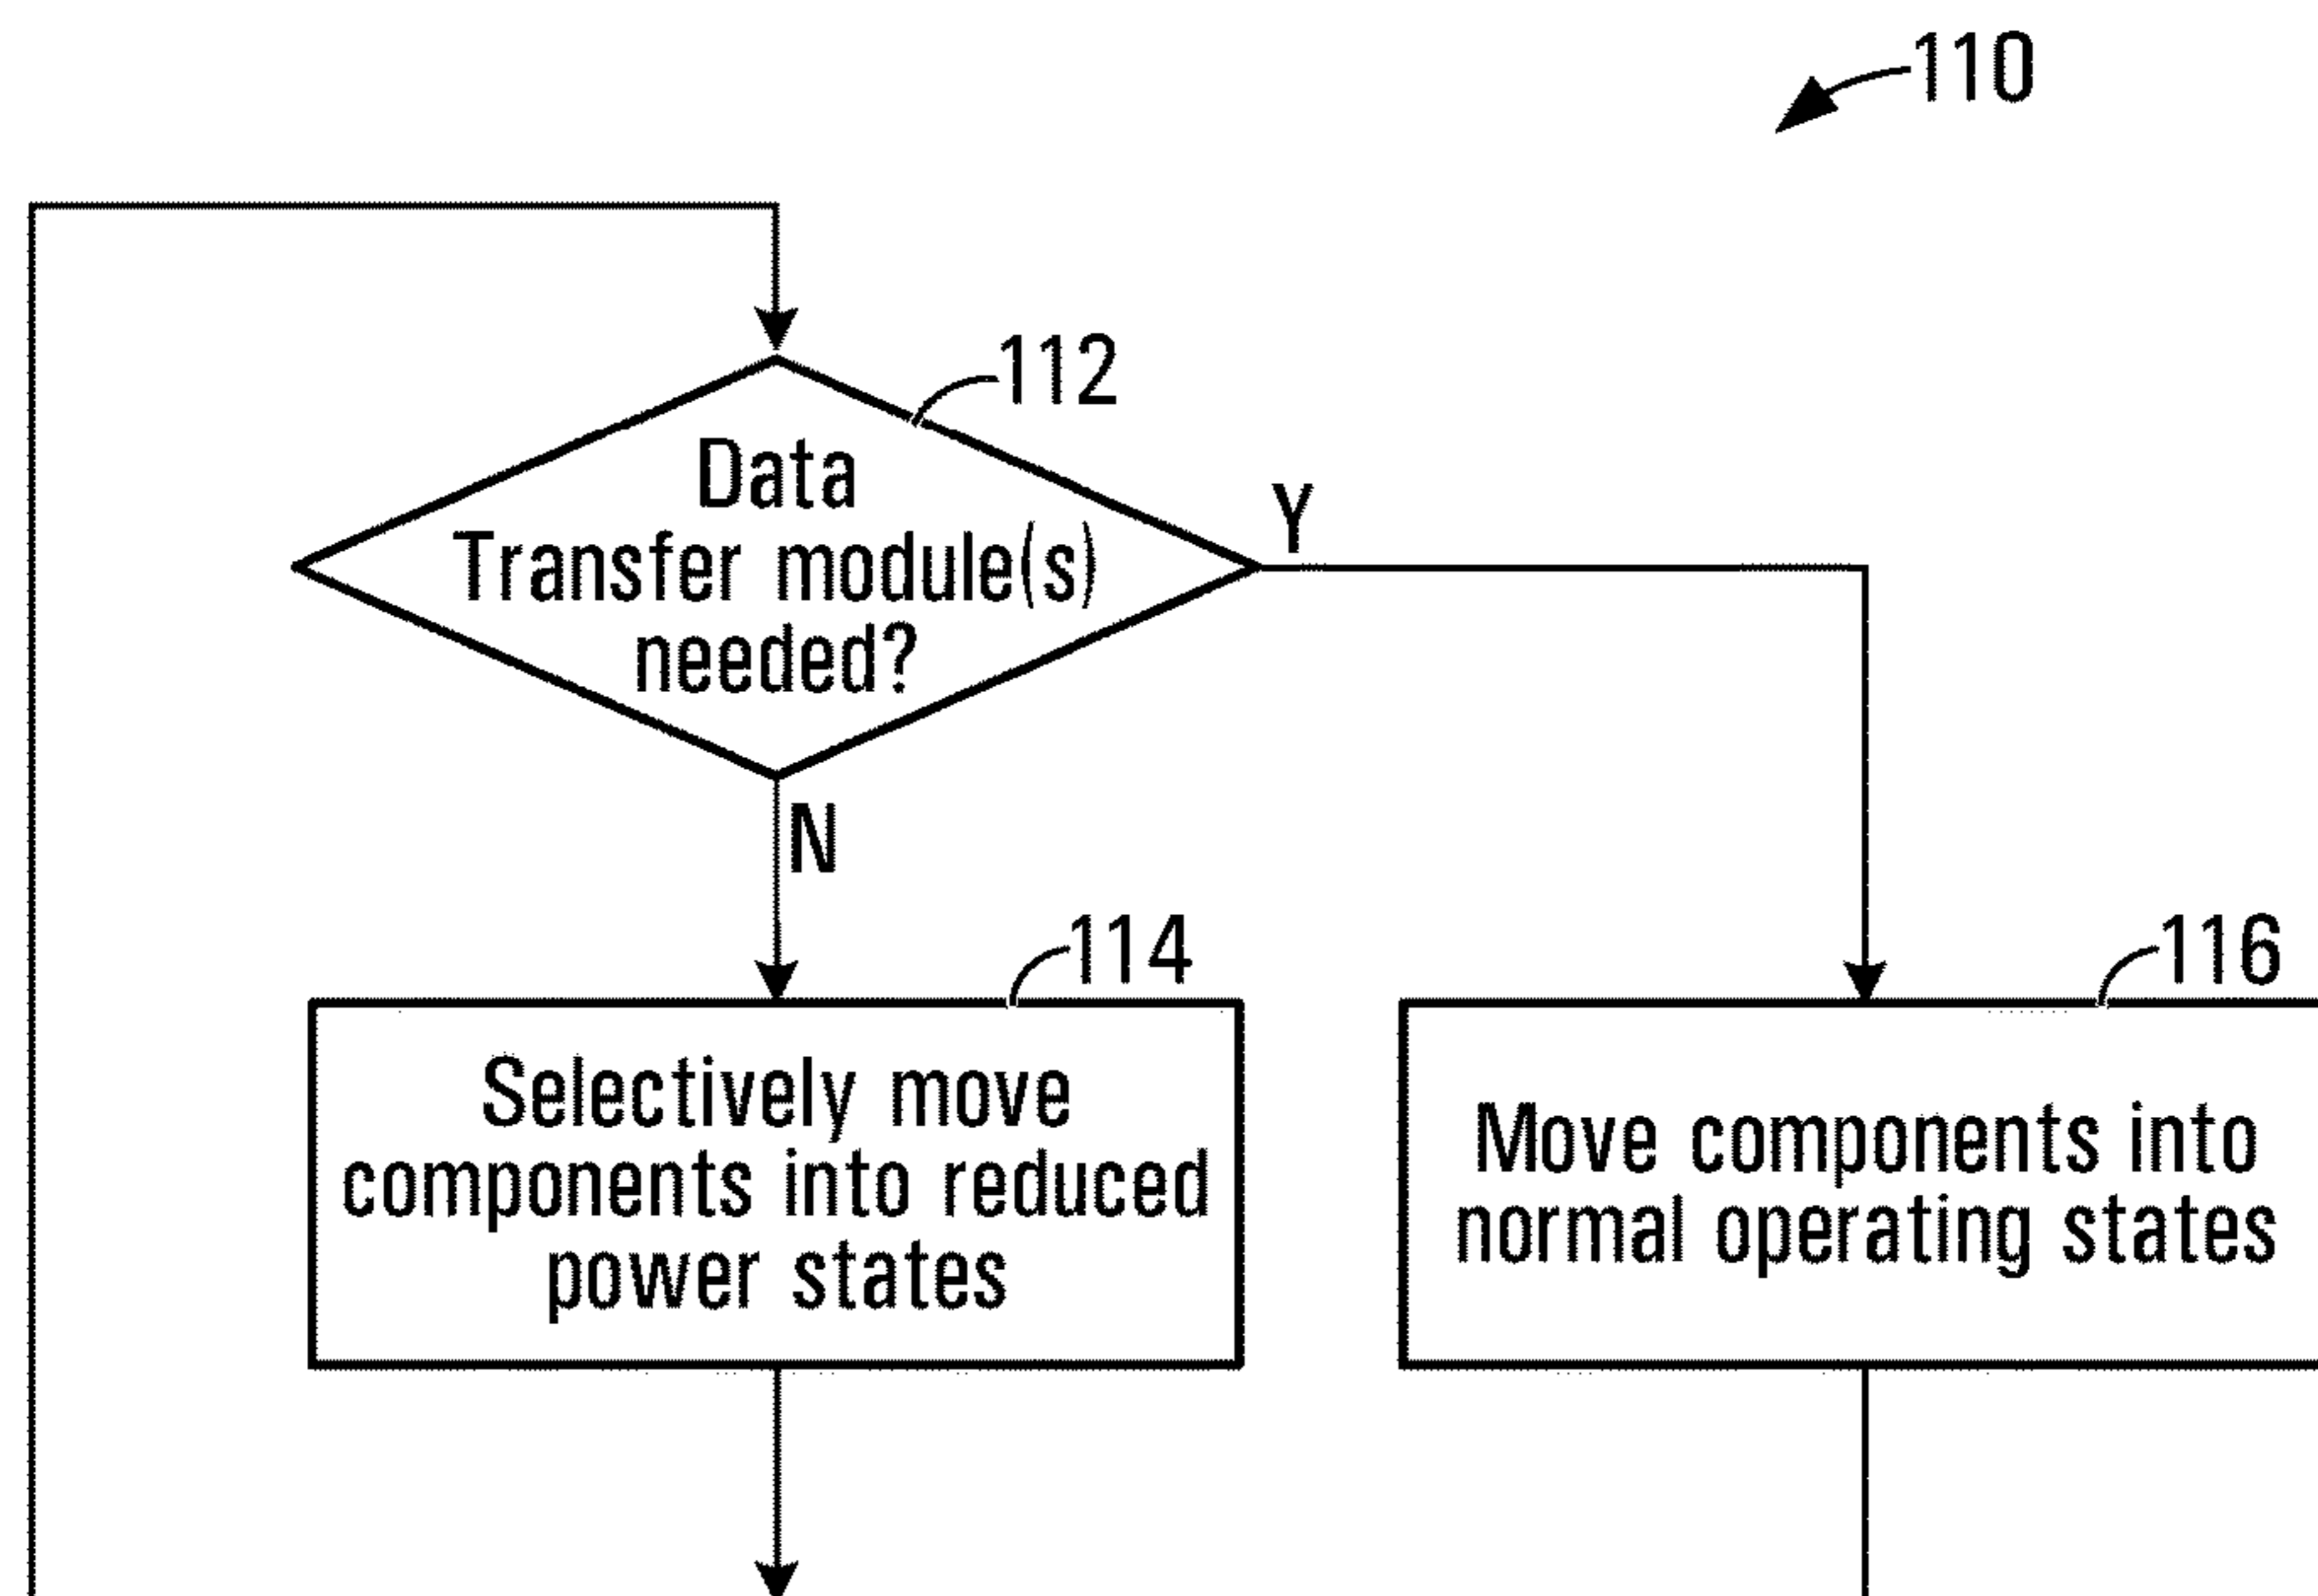 110
112
Data
Transfer module(s)
needed?
Y
N
114
Selectively move
components into reduced
power states
116
Move components into
normal operating states